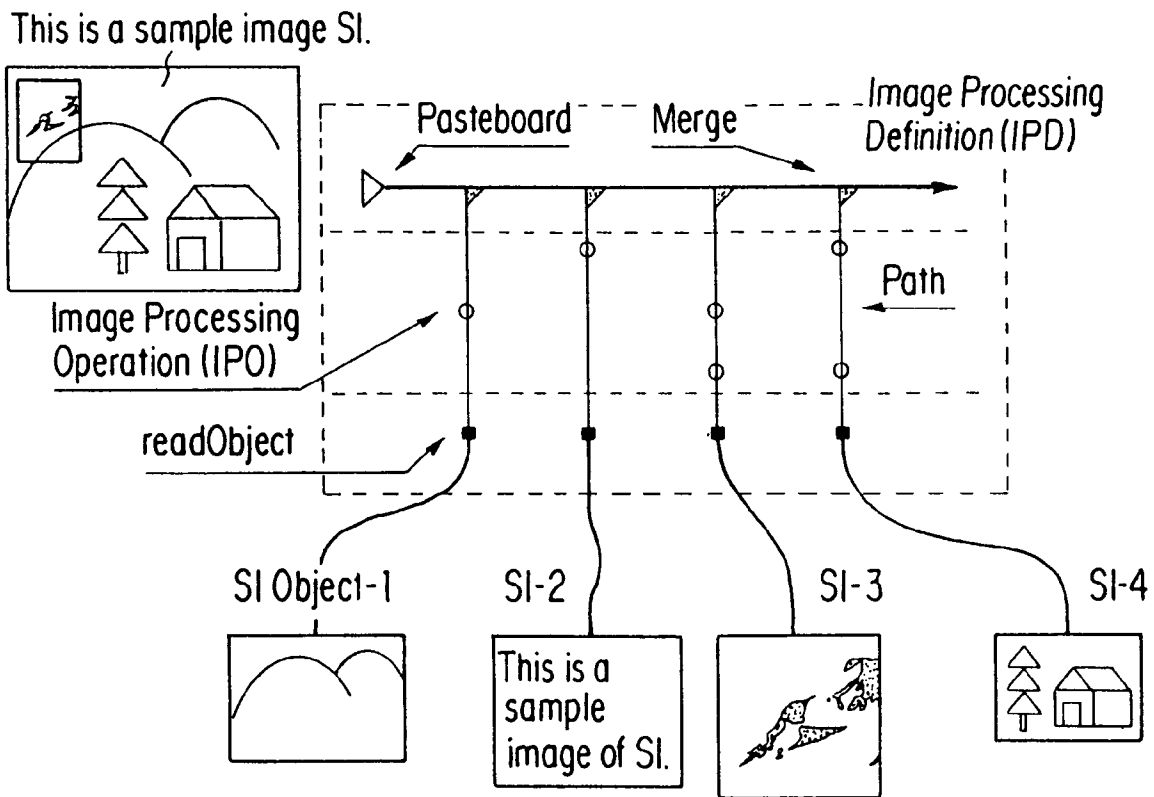 This is a sample image SI.
Pasteboard
Merge
Image Processing
Definition (IPD)
Path
Image Processing
Operation (IPO)
readObject
SI Object-1
SI-2
SI-3
SI-4
This is a
sample
image of SI.